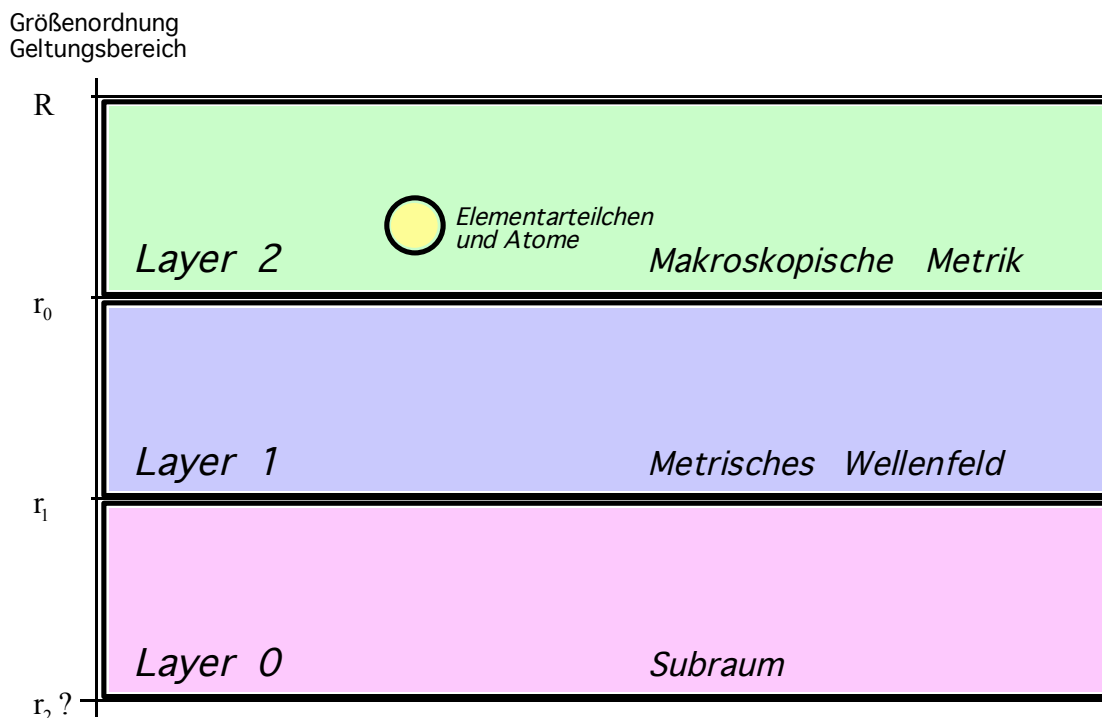 Größenordnung
Geltungsbereich
R
Elementarteilchen
und Atome
Layer 2 Makroskopische Metrik
r₀
Layer 1 Metrisches Wellenfeld
r₁
Layer 0 Subraum
r₂ ?